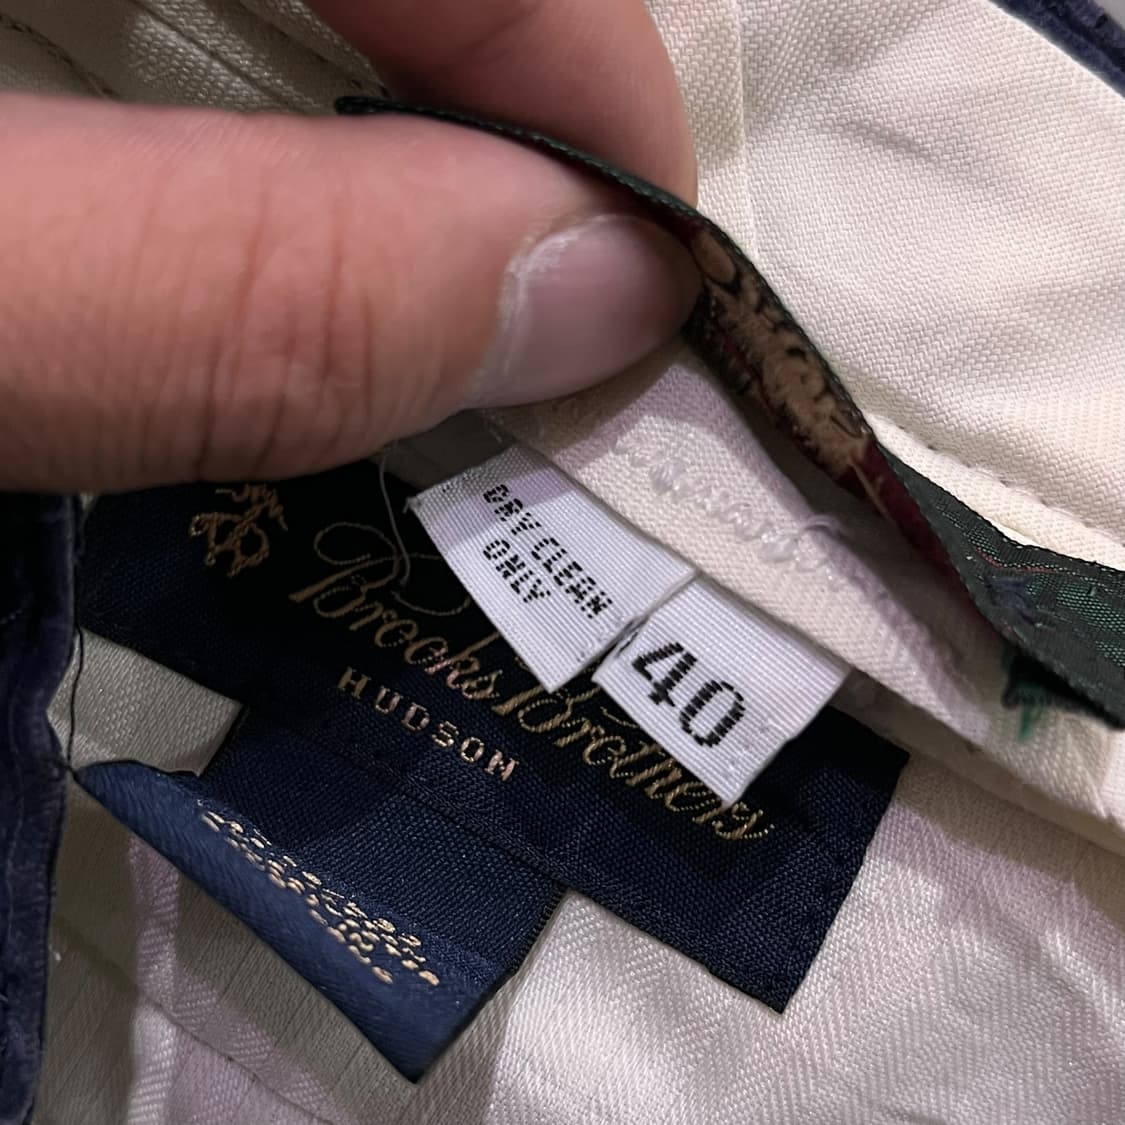 DRY CLEAN
ONLY
40
Brooks Brothers
HUDSON